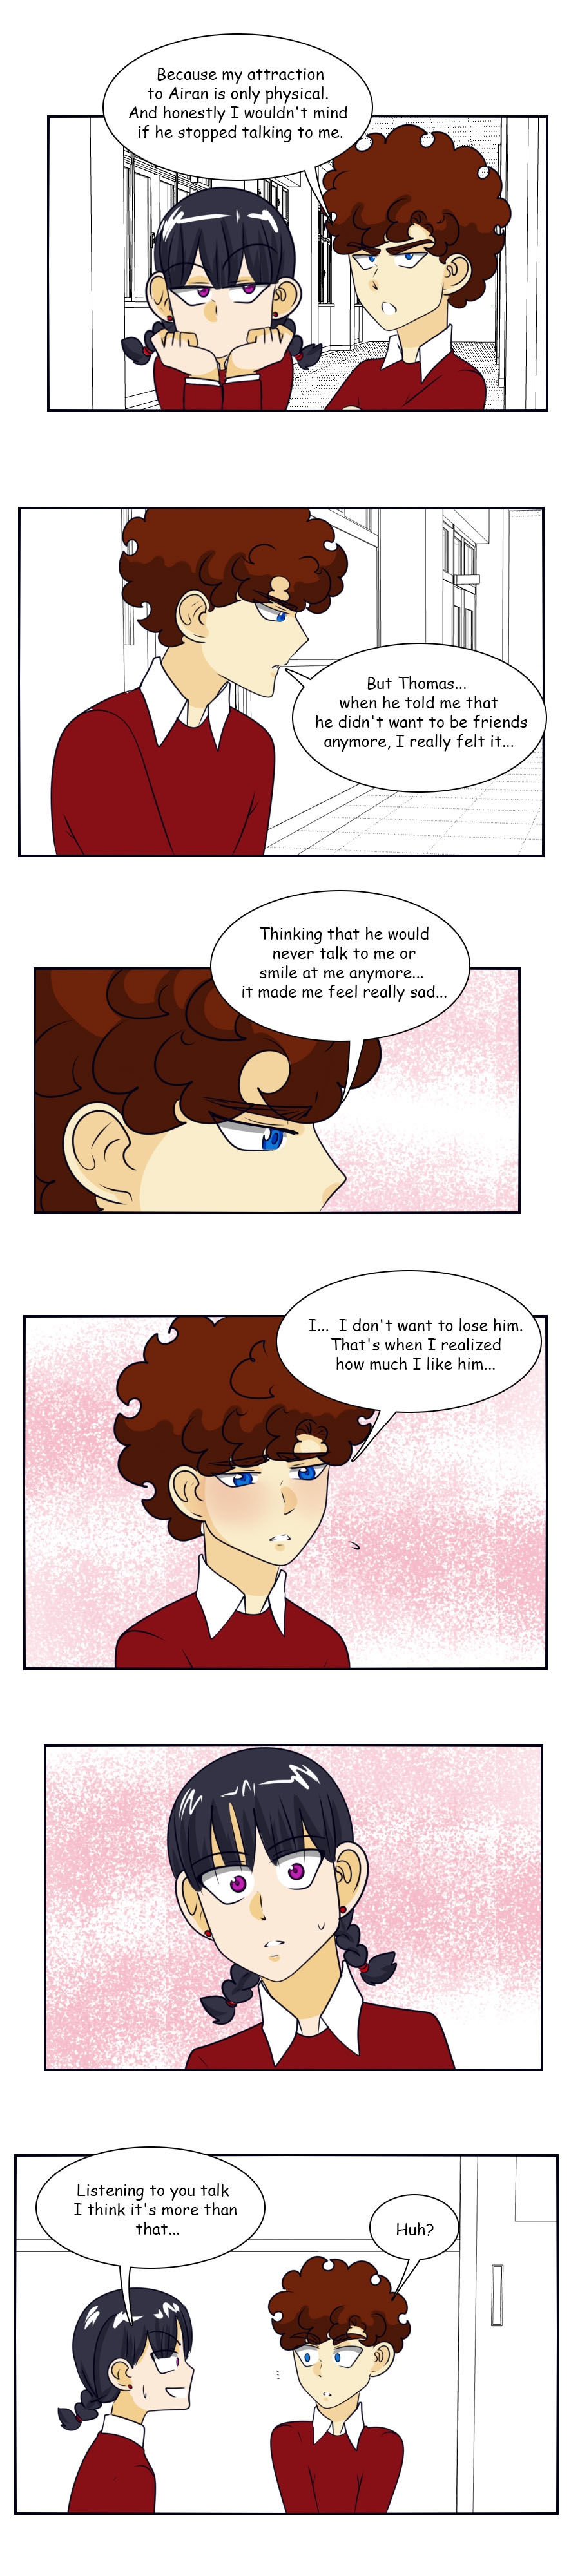 Because my attraction
to Airan is only physical.
And honestly I wouldn't mind
if he stopped talking to me.
But Thomas...
when he told me that
he didn't want to be friends
anymore, I really felt it...
Thinking that he would
never talk to me or
smile at me anymore...
it made me feel really sad...
I... I don't want to lose him.
That's when I realized
how much I like him...
Listening to you talk
I think it's more than
that...
Huh?